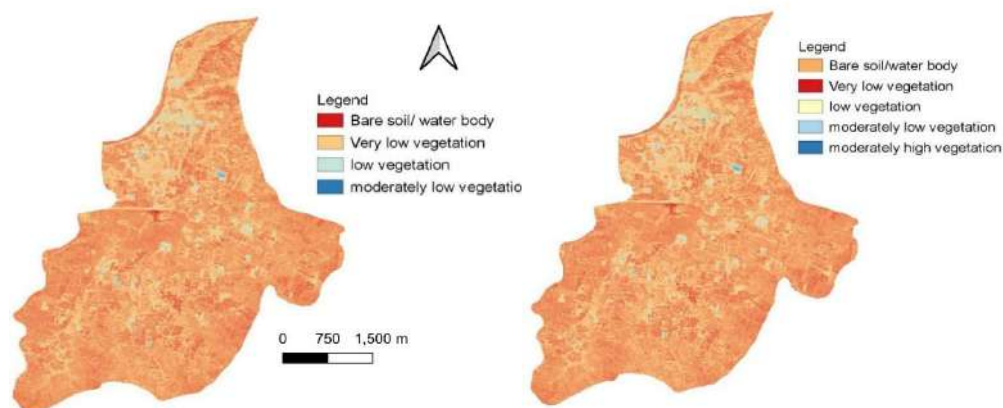 Legend
Bare soil/ water body
Very low vegetation
low vegetation
moderately low vegetatio
0 750 1,500 m
Legend
Bare soil/water body
Very low vegetation
low vegetation
moderately low vegetation
moderately high vegetation